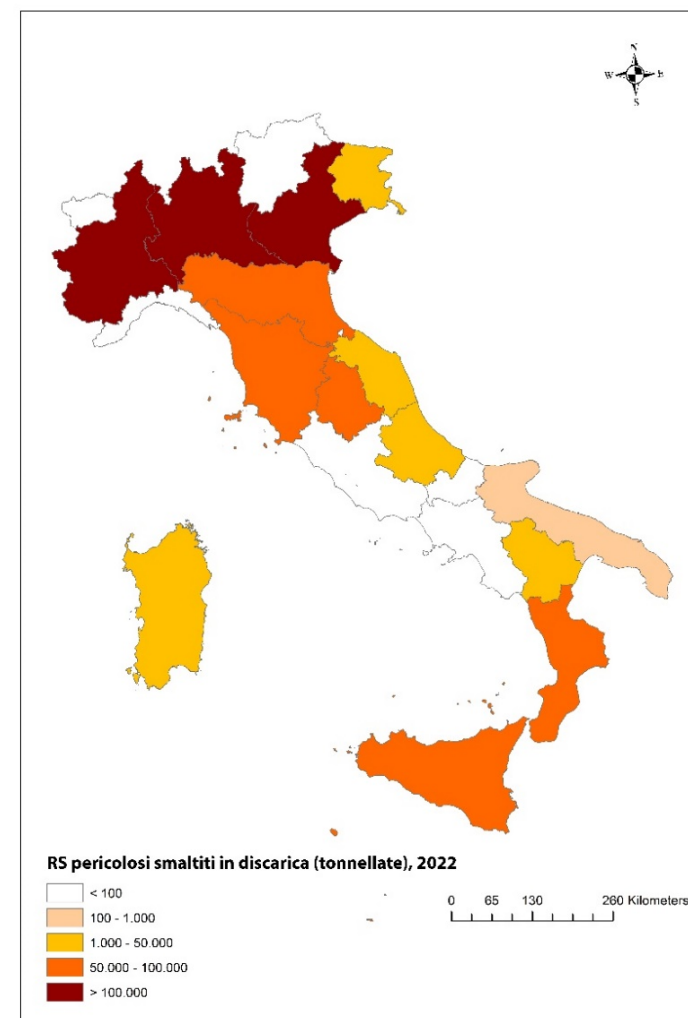 N
W E
S
RS pericolosi smaltiti in discarica (tonnellate), 2022
< 100
100 - 1.000
1.000 - 50.000
50.000 - 100.000
> 100.000
0 65 130 260 Kilometers